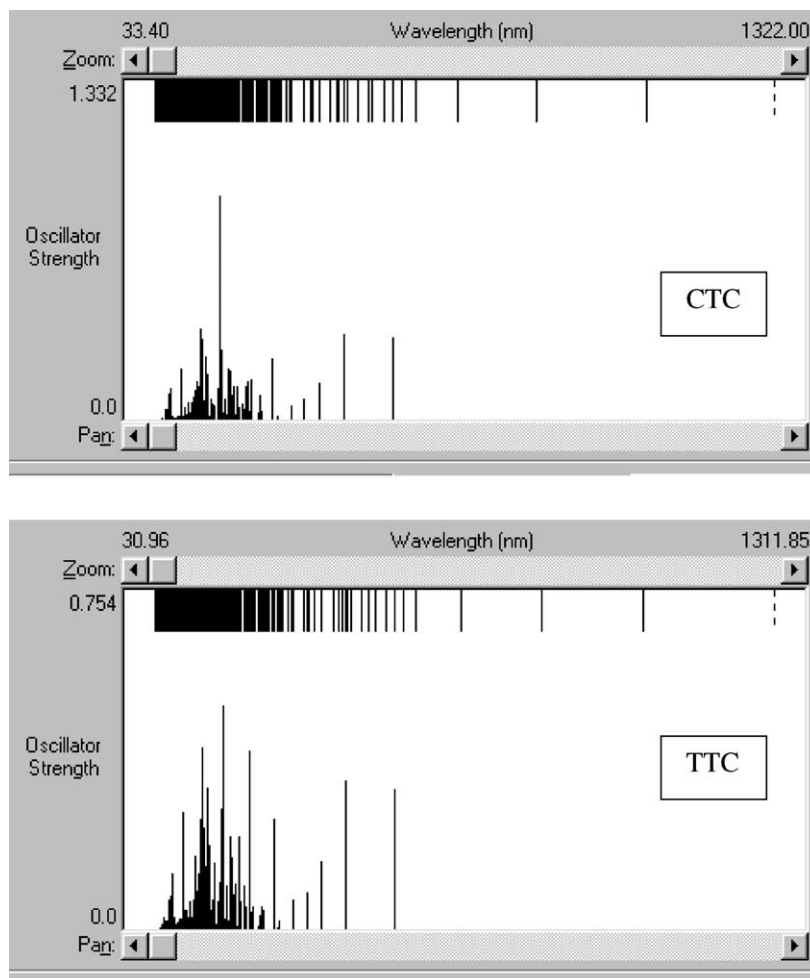 33.40 Wavelength (nm) 1322.00
Zoom:
1.332
Oscillator
Strength
CTC
0.0
Pan:
30.96 Wavelength (nm) 1311.85
Zoom:
0.754
Oscillator
Strength
TTC
0.0
Pan: